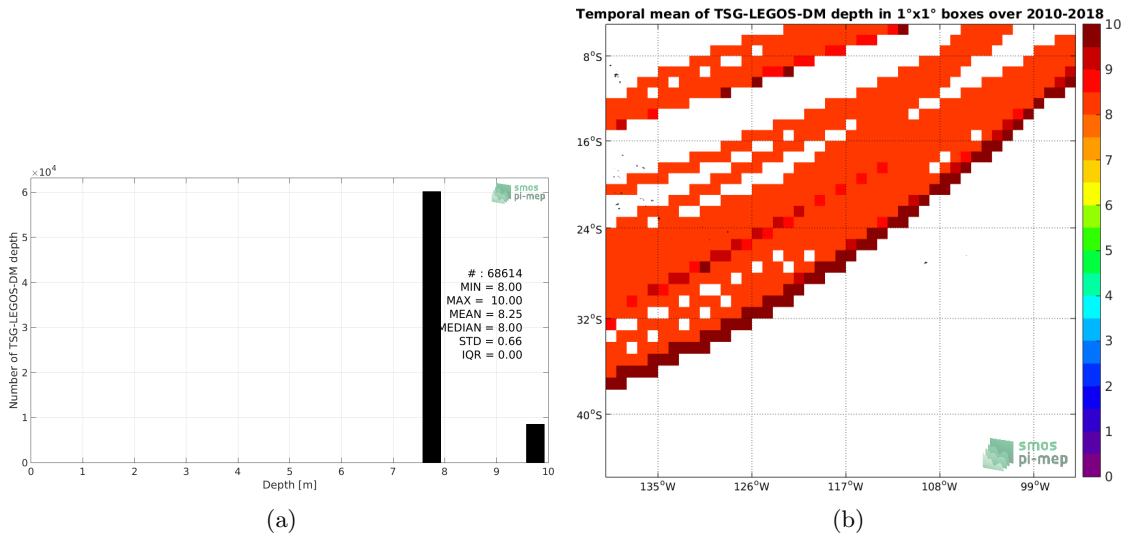 Temporal mean of TSG-LEGOS-DM depth in 1°x1° boxes over 2010-2018
×10⁴
6
5
4
3
2
1
0
Number of TSG-LEGOS-DM depth
smos
pi-mep
# : 68614
MIN = 8.00
MAX = 10.00
MEAN = 8.25
MEDIAN = 8.00
STD = 0.66
IQR = 0.00
0 1 2 3 4 5 6 7 8 9 10
Depth [m]
(a)
8°S
16°S
24°S
32°S
40°S
135°W 126°W 117°W 108°W 99°W
smos
pi-mep
10
9
8
7
6
5
4
3
2
1
0
(b)